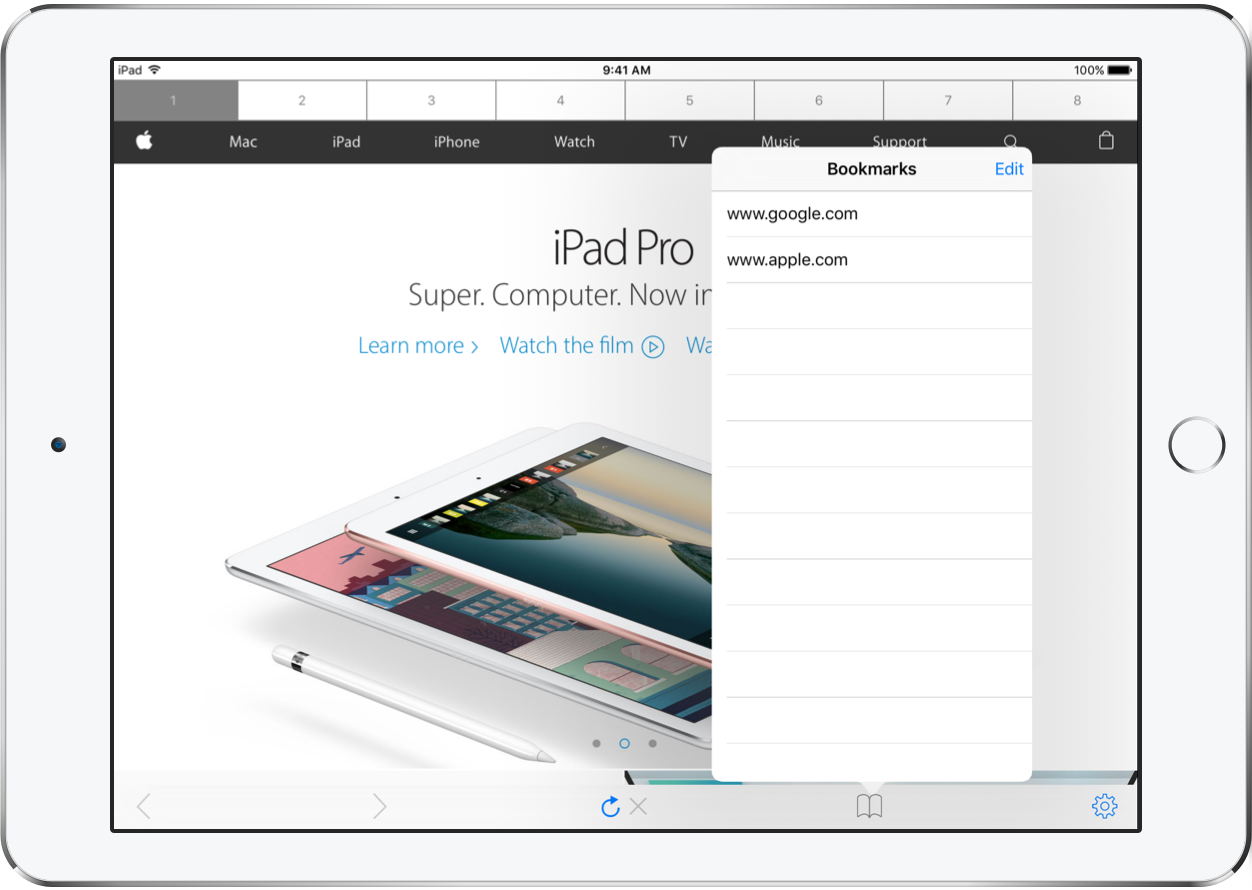 iPad 9:41 AM 100%
1 2 3 4 5 6 7 8
Mac iPad iPhone Watch TV Music Support
Bookmarks Edit
www.google.com
www.apple.com
iPad Pro
Super. Computer. Now in
Learn more › Watch the film